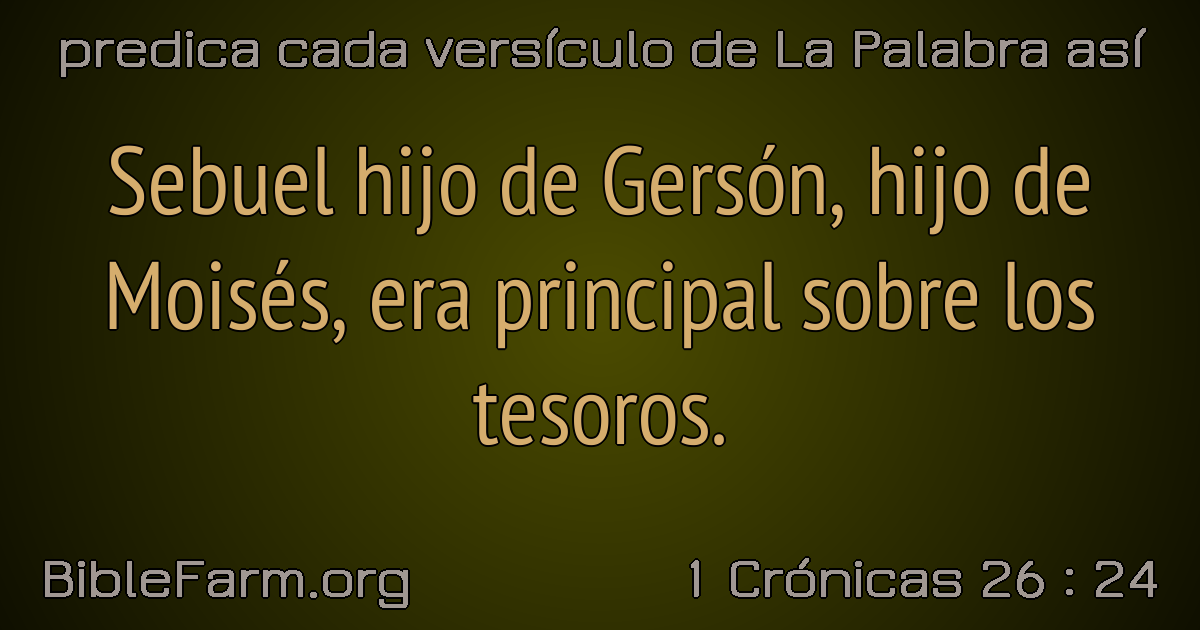 predica cada versículo de La Palabra así
Sebuel hijo de Gersón, hijo de
Moisés, era principal sobre los
tesoros.
BibleFarm.org
1 Crónicas 26 : 24